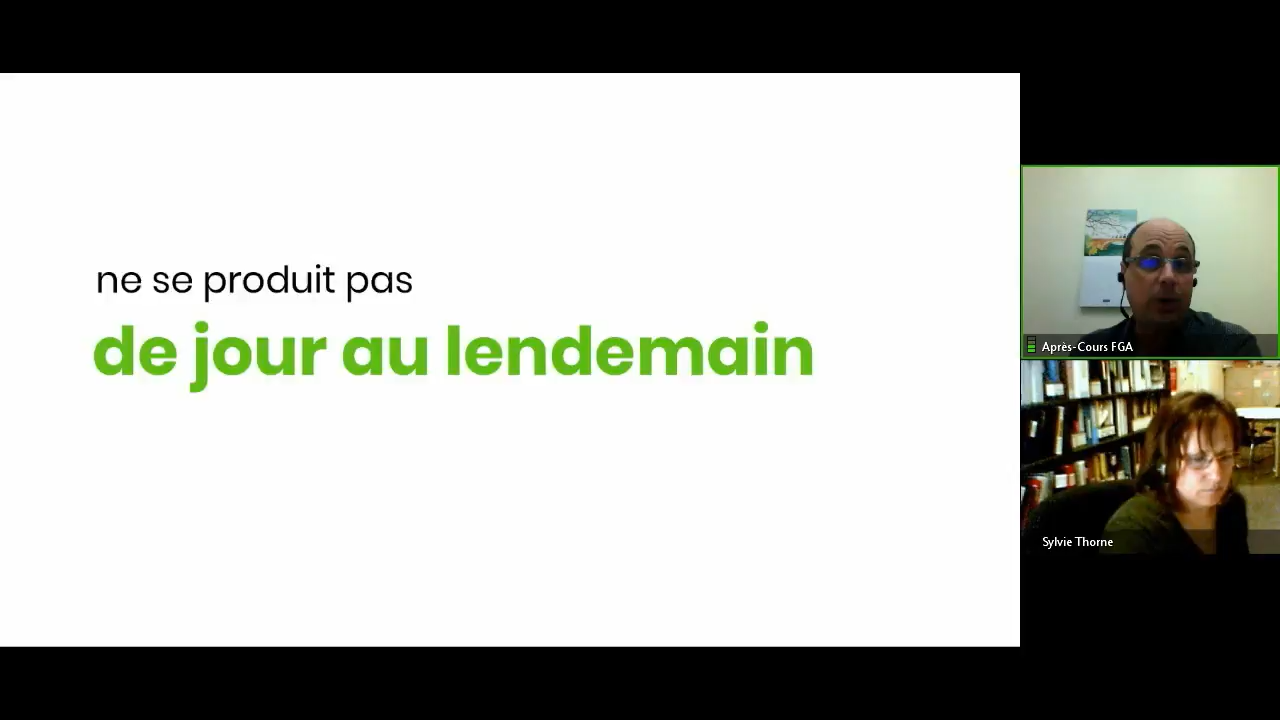 ne se produit pas
de jour au lendemain
Après-Cours FGA
Sylvie Thorne